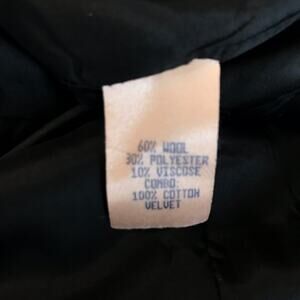 60% WOOL
30% POLYESTER
10% VISCOSE
COMBO:
100% COTTON
VELVET